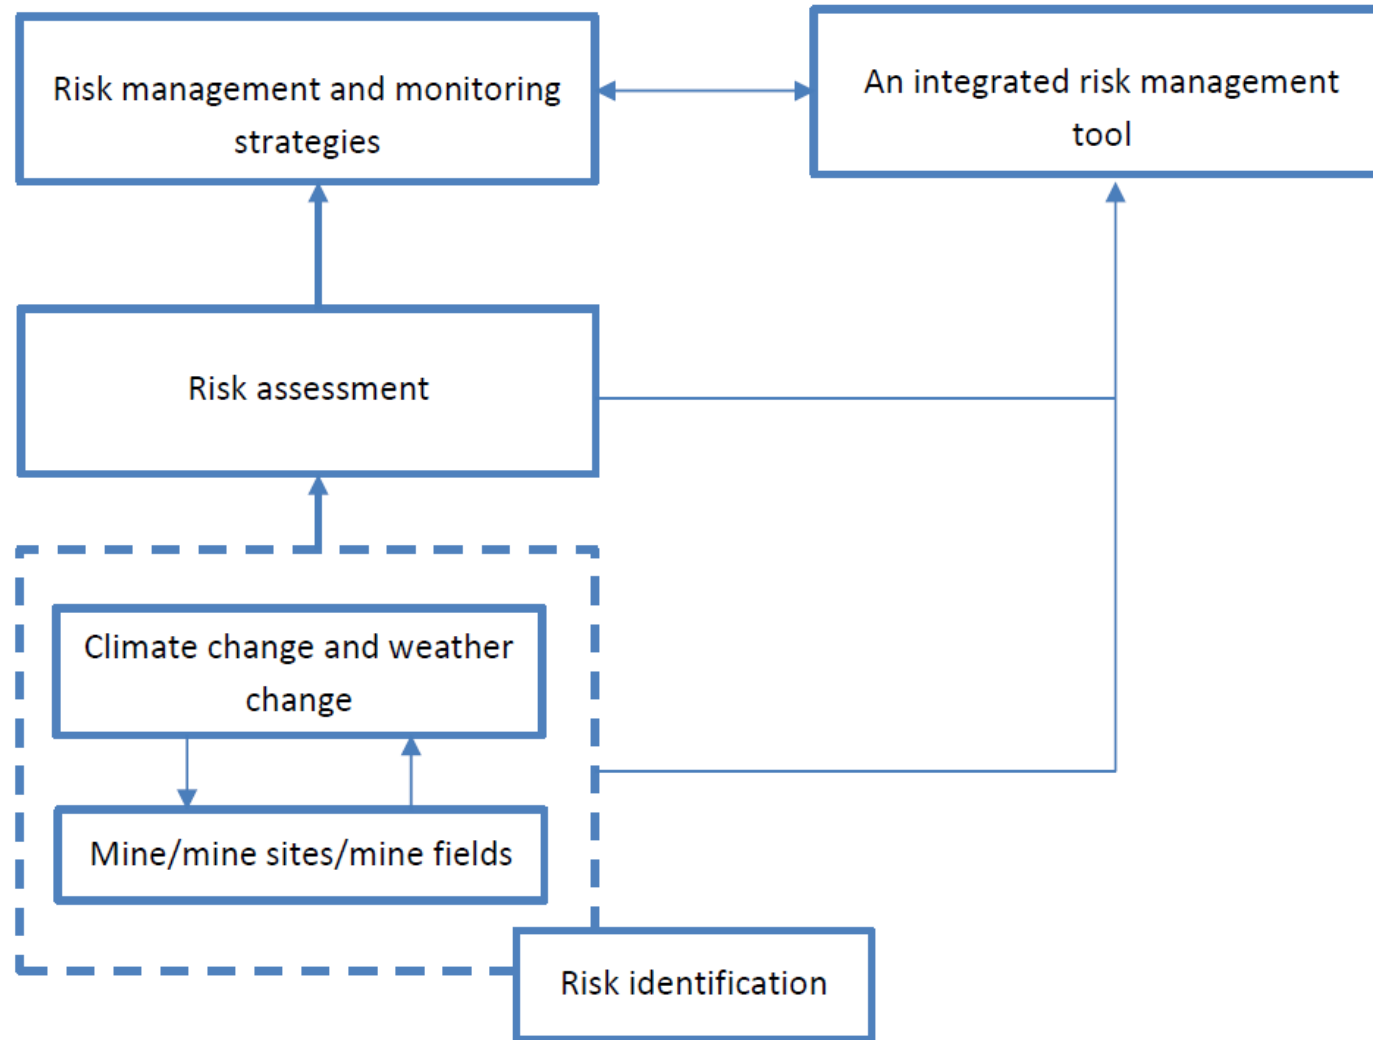 Risk management and monitoring
strategies
An integrated risk management
tool
Risk assessment
Climate change and weather
change
Mine/mine sites/mine fields
Risk identification